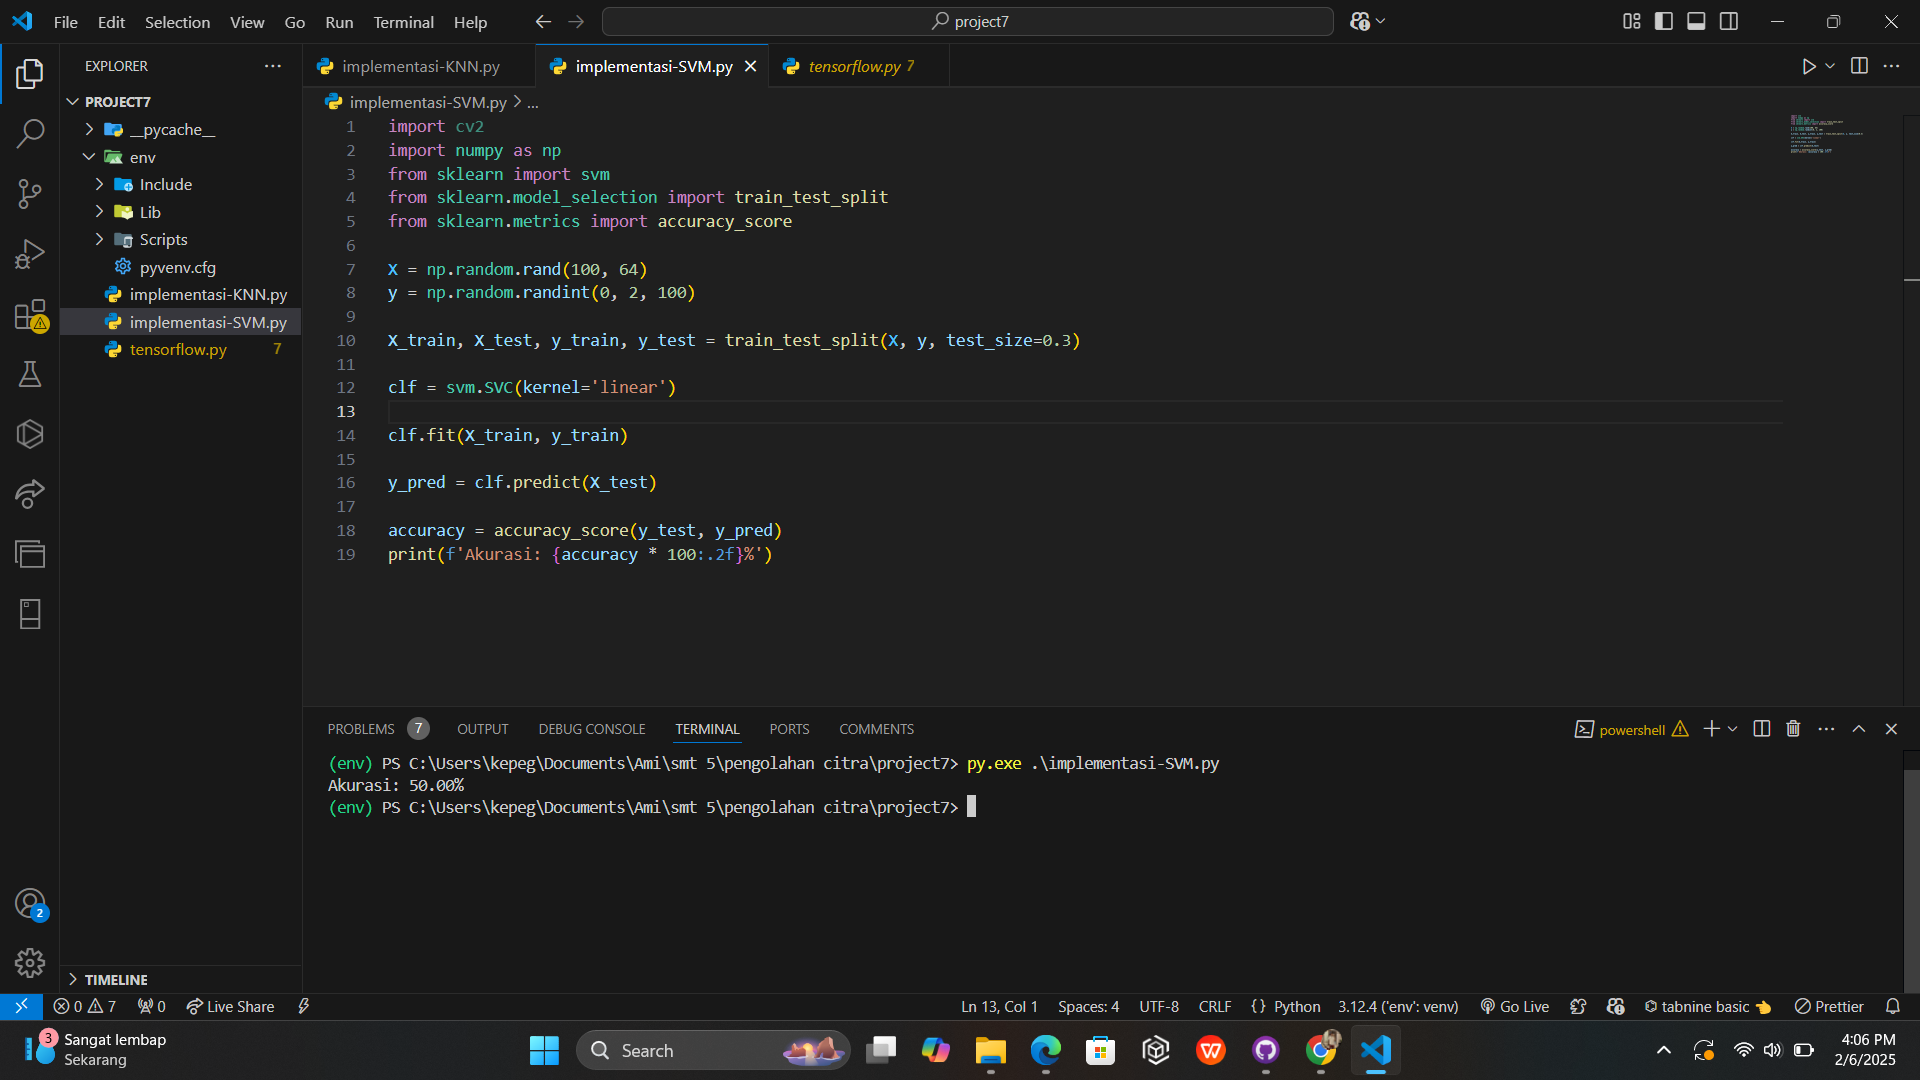 File Edit Selection View Go Run Terminal Help
project7
EXPLORER
PROJECT7
__pycache__
env
Include
Lib
Scripts
pyvenv.cfg
implementasi-KNN.py
implementasi-SVM.py
tensorflow.py 7
TIMELINE
implementasi-KNN.py
implementasi-SVM.py
tensorflow.py 7
implementasi-SVM.py > ...
1 import cv2
2 import numpy as np
3 from sklearn import svm
4 from sklearn.model_selection import train_test_split
5 from sklearn.metrics import accuracy_score
6
7 X = np.random.rand(100, 64)
8 y = np.random.randint(0, 2, 100)
9
10 X_train, X_test, y_train, y_test = train_test_split(X, y, test_size=0.3)
11
12 clf = svm.SVC(kernel='linear')
13
14 clf.fit(X_train, y_train)
15
16 y_pred = clf.predict(X_test)
17
18 accuracy = accuracy_score(y_test, y_pred)
19 print(f'Akurasi: {accuracy * 100:.2f}%')
PROBLEMS 7 OUTPUT DEBUG CONSOLE TERMINAL PORTS COMMENTS
powershell
(env) PS C:\Users\kepeg\Documents\Ami\smt 5\pengolahan citra\project7> py.exe .\implementasi-SVM.py
Akurasi: 50.00%
(env) PS C:\Users\kepeg\Documents\Ami\smt 5\pengolahan citra\project7>
2
0 7 0 Live Share
Ln 13, Col 1 Spaces: 4 UTF-8 CRLF {} Python 3.12.4 ('env': venv) Go Live tabnine basic Prettier
3
Sangat lembap
Sekarang
Search
4:06 PM
2/6/2025